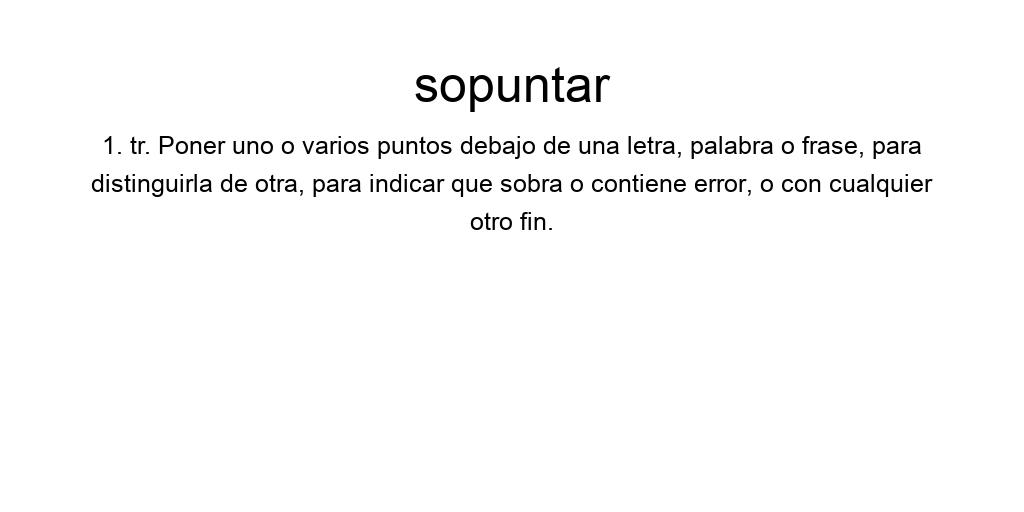 sopuntar
1. tr. Poner uno o varios puntos debajo de una letra, palabra o frase, para
distinguirla de otra, para indicar que sobra o contiene error, o con cualquier
otro fin.